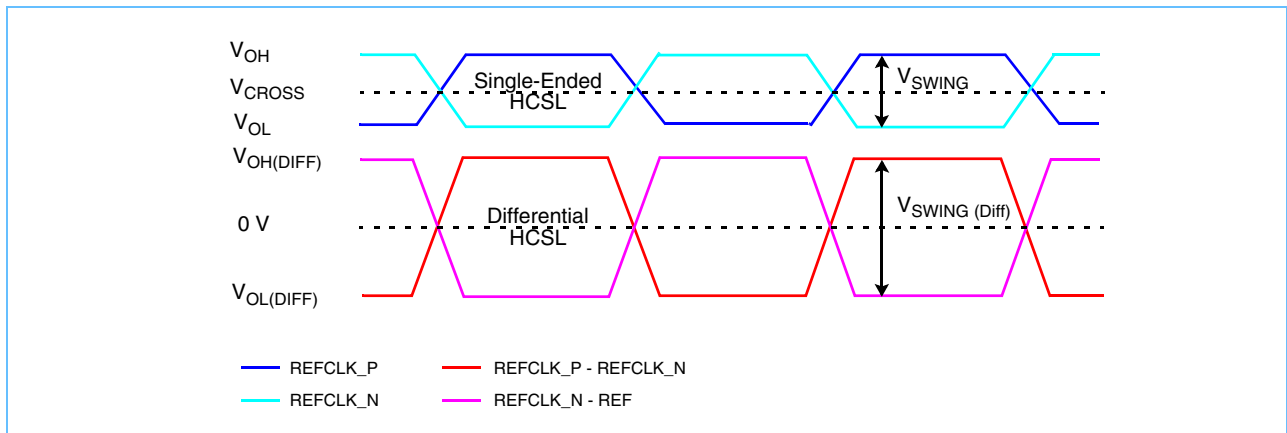 VOH
VCROSS
VOL
Single-Ended
HCSL
VSWING
VOH(DIFF)
0 V
VOL(DIFF)
Differential
HCSL
VSWING (Diff)
REFCLK_P
REFCLK_P - REFCLK_N
REFCLK_N
REFCLK_N - REF